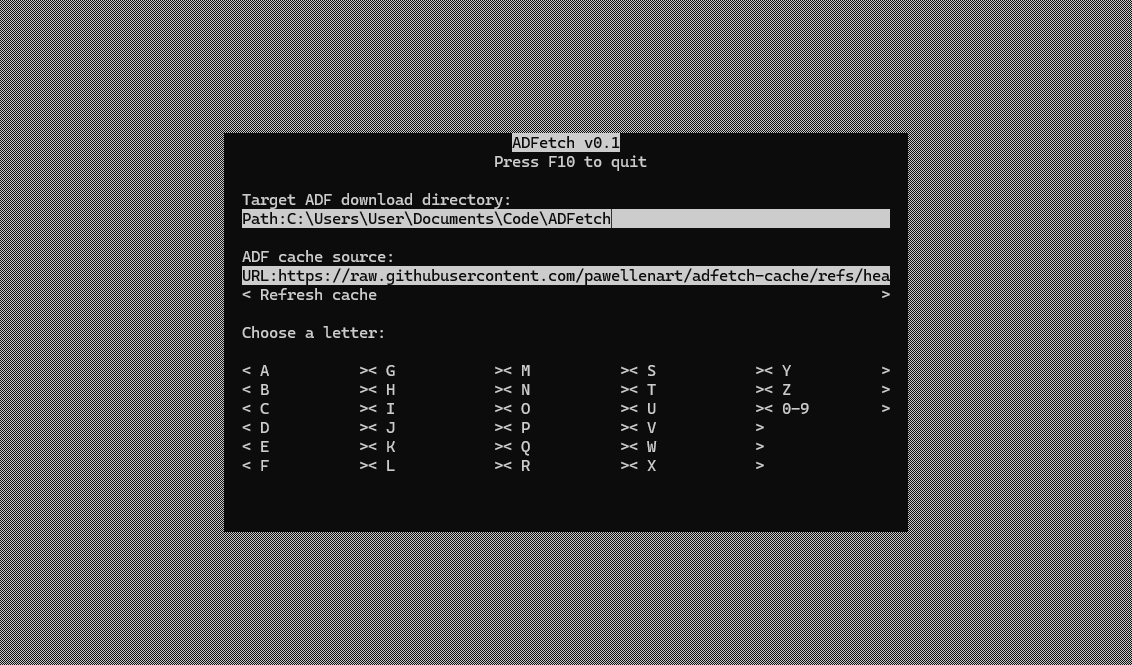 ADFetch v0.1
Press F10 to quit
Target ADF download directory:
Path:C:\Users\User\Documents\Code\ADFetch
ADF cache source:
URL:https://raw.githubusercontent.com/pawellenart/adfetch-cache/refs/hea
< Refresh cache >
Choose a letter:
< A >< G >< M >< S >< Y >
< B >< H >< N >< T >< Z >
< C >< I >< O >< U >< 0-9 >
< D >< J >< P >< V >
< E >< K >< Q >< W >
< F >< L >< R >< X >